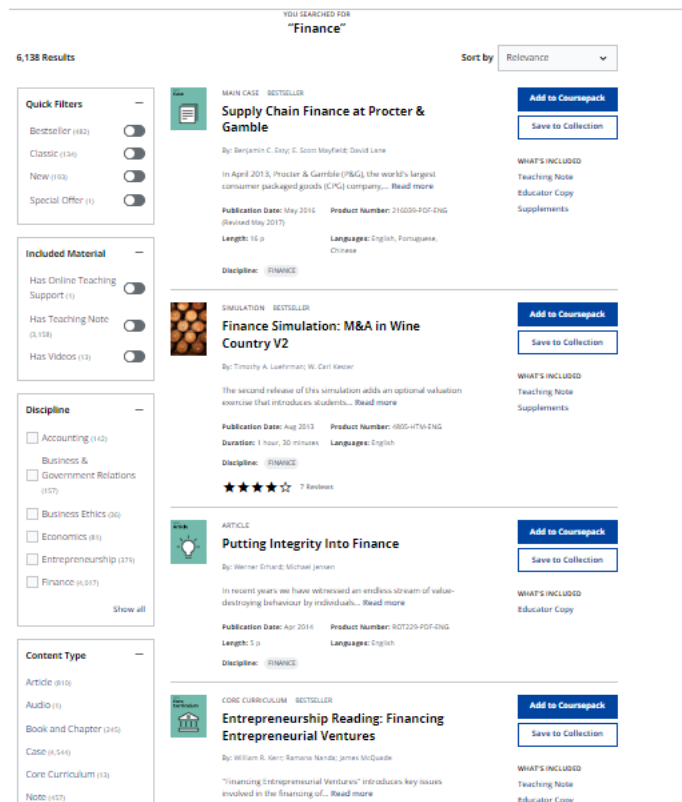 YOU SEARCHED FOR
“Finance”
6,138 Results
Sort by Relevance
Quick Filters
Bestseller (482)
Classic (134)
New (193)
Special Offer (1)
Included Material
Has Online Teaching
Support (1)
Has Teaching Note
(3,158)
Has Videos (13)
Discipline
Accounting (142)
Business &
Government Relations
(157)
Business Ethics (36)
Economics (81)
Entrepreneurship (375)
Finance (4,017)
Show all
Content Type
Article (810)
Audio (1)
Book and Chapter (245)
Case (4,544)
Core Curriculum (13)
Note (457)
MAIN CASE BESTSELLER
Supply Chain Finance at Procter &
Gamble
By: Benjamin C. Esty; E. Scott Mayfield; David Lane
In April 2013, Procter & Gamble (P&G), the world's largest
consumer packaged goods (CPG) company,... Read more
Publication Date: May 2016 Product Number: 216039-PDF-ENG
(Revised May 2017)
Length: 16 p Languages: English, Portuguese,
Chinese
Discipline: FINANCE
Add to Coursepack
Save to Collection
WHAT'S INCLUDED
Teaching Note
Educator Copy
Supplements
SIMULATION BESTSELLER
Finance Simulation: M&A in Wine
Country V2
By: Timothy A. Luehrman; W. Carl Kester
The second release of this simulation adds an optional valuation
exercise that introduces students... Read more
Publication Date: Aug 2013 Product Number: 4805-HTM-ENG
Duration: 1 hour, 30 minutes Languages: English
Discipline: FINANCE
7 Reviews
Add to Coursepack
Save to Collection
WHAT'S INCLUDED
Teaching Note
Supplements
Article
ARTICLE
Putting Integrity Into Finance
By: Werner Erhard; Michael Jensen
In recent years we have witnessed an endless stream of value-
destroying behaviour by individuals... Read more
Publication Date: Apr 2014 Product Number: ROT229-PDF-ENG
Length: 5 p Languages: English
Discipline: FINANCE
Add to Coursepack
Save to Collection
WHAT'S INCLUDED
Educator Copy
Core
Curriculum
CORE CURRICULUM BESTSELLER
Entrepreneurship Reading: Financing
Entrepreneurial Ventures
By: William R. Kerr; Ramana Nanda; James McQuade
"Financing Entrepreneurial Ventures" introduces key issues
involved in the financing of... Read more
Add to Coursepack
Save to Collection
WHAT'S INCLUDED
Teaching Note
Educator Copy